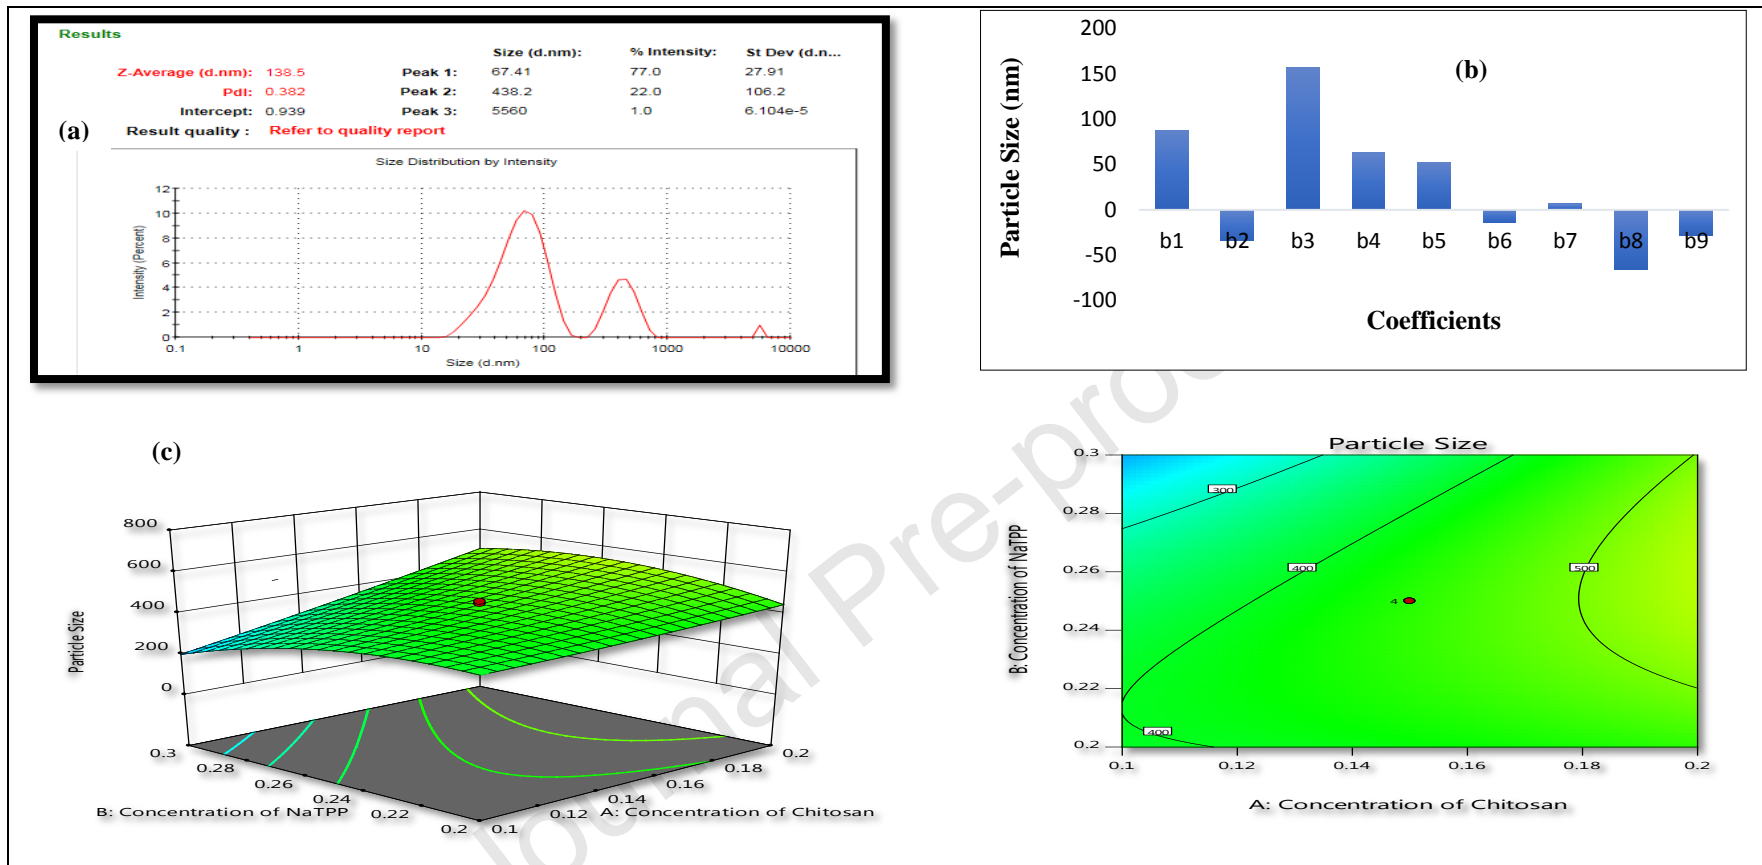 Results
Size (d.nm): % Intensity: St Dev (d.n...
Z-Average (d.nm): 138.5 Peak 1: 67.41 77.0 27.91
PdI: 0.382 Peak 2: 438.2 22.0 106.2
Intercept: 0.939 Peak 3: 5560 1.0 6.104e-5
(a) Result quality : Refer to quality report
Size Distribution by Intensity
Intensity (Percent)
12
10
8
6
4
2
0
0.1 1 10 100 1000 10000
Size (d.nm)
(b)
Particle Size (nm)
200
150
100
50
0
-50
-100
b1 b2 b3 b4 b5 b6 b7 b8 b9
Coefficients
(c)
Particle Size
800
600
400
200
0
0.3
0.28
0.26
0.24
0.22
0.2
B: Concentration of NaTPP
0.1
0.12
0.14
0.16
0.18
0.2
A: Concentration of Chitosan
Particle Size
B: Concentration of NaTPP
0.3
0.28
0.26
0.24
0.22
0.2
300
400
500
4
400
0.1 0.12 0.14 0.16 0.18 0.2
A: Concentration of Chitosan
Journal Pre-proo